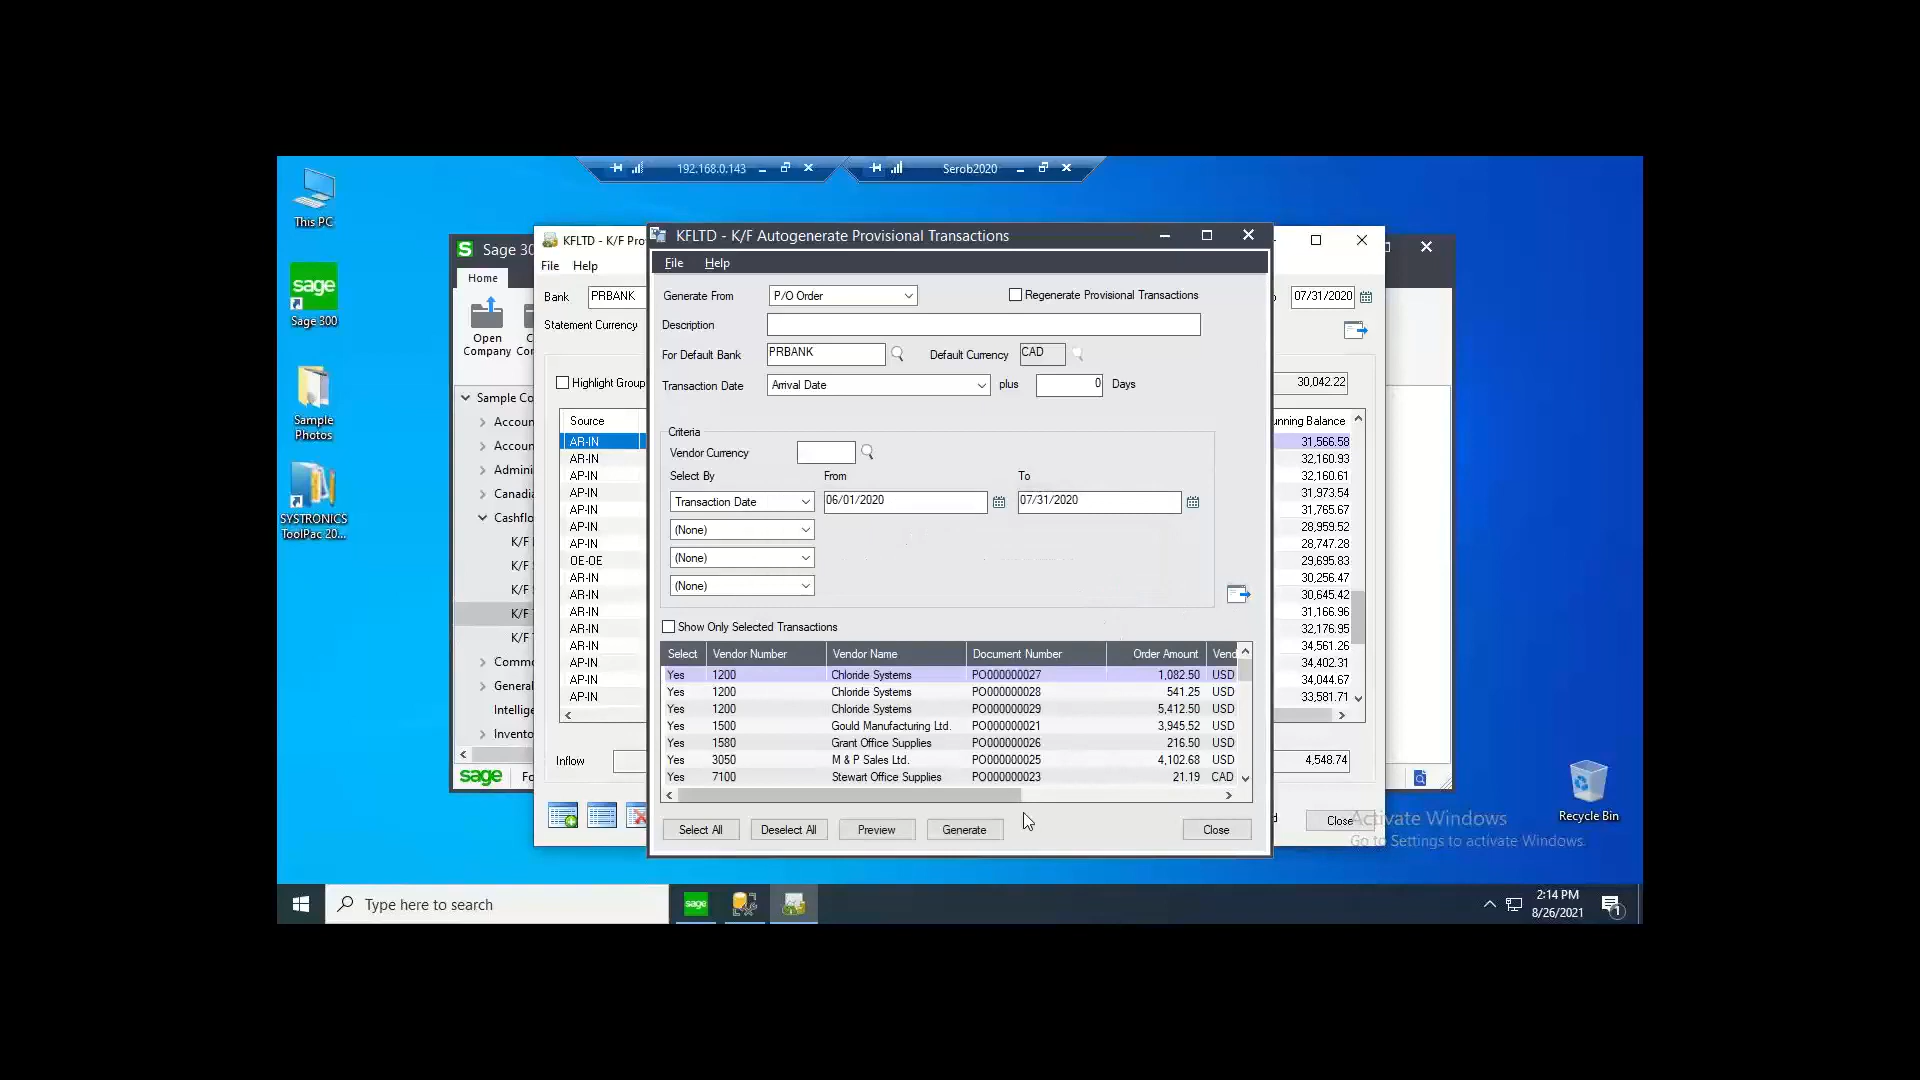 192.168.0.143
Serob2020
This PC
sage
Sage 300
Sample
Photos
SYSTRONICS
ToolPac 20...
S Sage 30
Home
Open
Company
Sample Co
Accoun
Accoun
Admini
Canadia
Cashflo
K/F
K/F
K/F
K/F
K/F
Comm
General
Intellige
Invento
sage
KFLTD - K/F Pro
File Help
Bank PRBANK
07/31/2020
Statement Currency
Highlight Group
30,042.22
Source
unning Balance
AR-IN 31,566.58
AR-IN 32,160.93
AP-IN 32,160.61
AP-IN 31,973.54
AP-IN 31,765.67
AP-IN 28,959.52
AP-IN 28,747.28
OE-OE 29,695.83
AR-IN 30,256.47
AR-IN 30,645.42
AR-IN 31,166.96
AR-IN 32,176.95
AR-IN 34,561.26
AP-IN 34,402.31
AP-IN 34,044.67
AP-IN 33,581.71
Inflow
4,548.74
Close
KFLTD - K/F Autogenerate Provisional Transactions
File Help
Generate From P/O Order Regenerate Provisional Transactions
Description
For Default Bank PRBANK Default Currency CAD
Transaction Date Arrival Date plus 0 Days
Criteria
Vendor Currency
Select By From To
Transaction Date 06/01/2020 07/31/2020
(None)
(None)
(None)
Show Only Selected Transactions
Select Vendor Number Vendor Name Document Number Order Amount Vend
Yes 1200 Chloride Systems PO000000027 1,082.50 USD
Yes 1200 Chloride Systems PO000000028 541.25 USD
Yes 1200 Chloride Systems PO000000029 5,412.50 USD
Yes 1500 Gould Manufacturing Ltd. PO000000021 3,945.52 USD
Yes 1580 Grant Office Supplies PO000000026 216.50 USD
Yes 3050 M & P Sales Ltd. PO000000025 4,102.68 USD
Yes 7100 Stewart Office Supplies PO000000023 21.19 CAD
Select All Deselect All Preview Generate Close
Recycle Bin
Activate Windows
Go to Settings to activate Windows.
Type here to search
sage
2:14 PM
8/26/2021
1